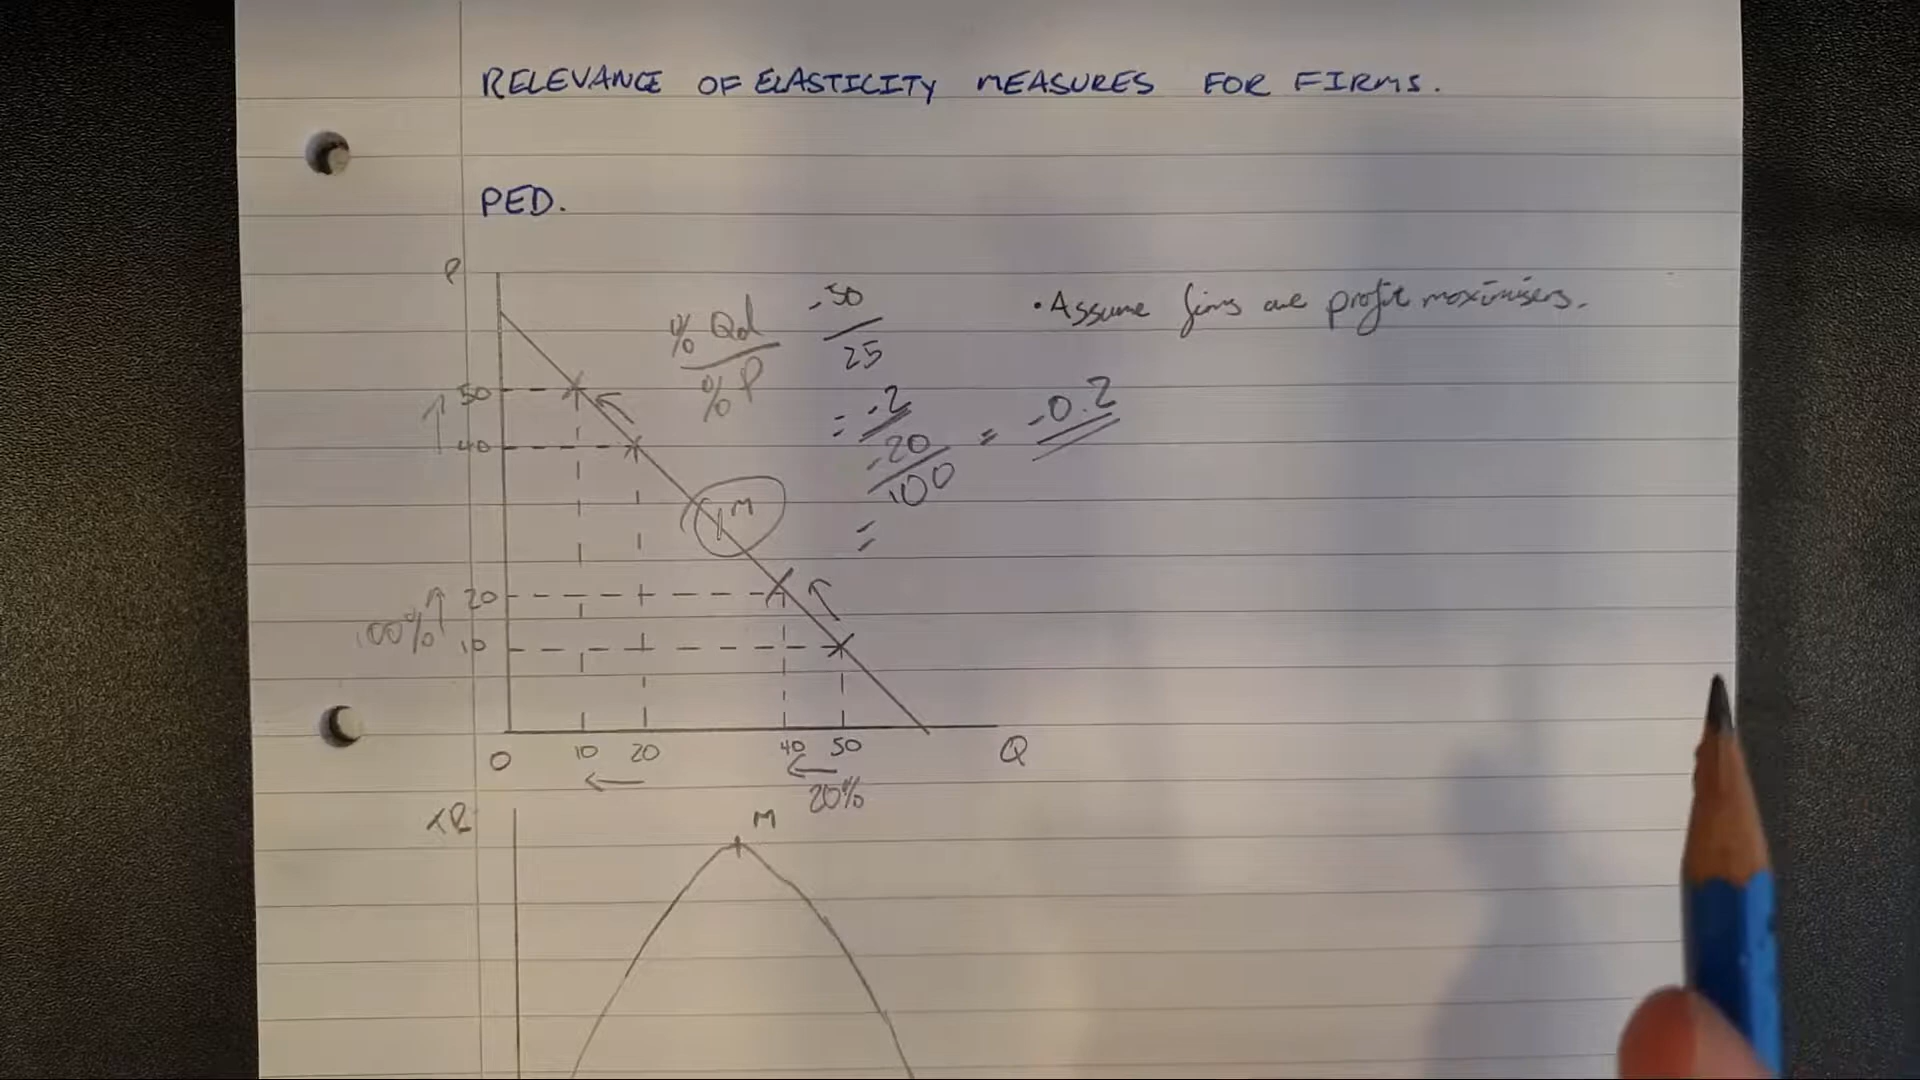 RELEVANCE OF ELASTICITY MEASURES FOR FIRMS.
PED.
P
% Qd
% P
-50
25
= -2
-20
100
= -0.2
=
• Assume firms are profit maximisers.
50
40
M
20
100%
10
0
10
20
40
50
Q
20%
M